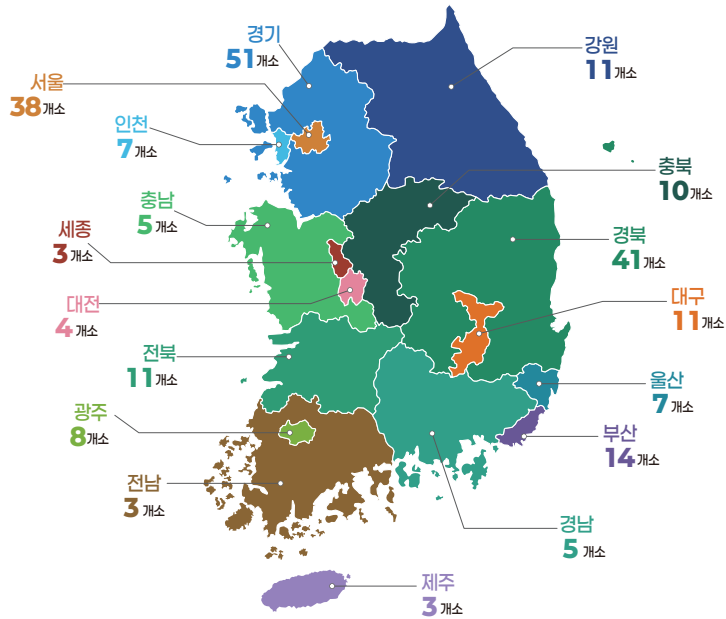 경기
51개소
강원
11개소
서울
38개소
인천
7개소
충북
10개소
충남
5개소
세종
3개소
경북
41개소
대전
4개소
대구
11개소
전북
11개소
울산
7개소
광주
8개소
부산
14개소
전남
3개소
경남
5개소
제주
3개소